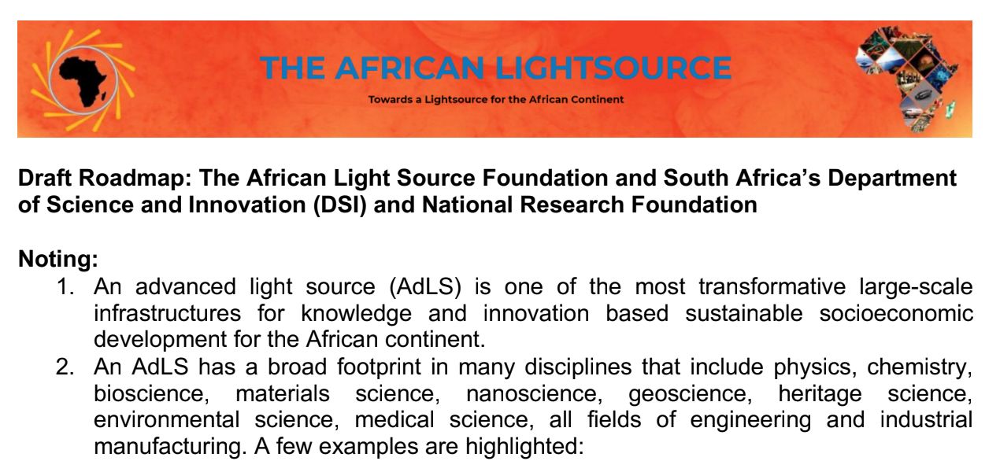 THE AFRICAN LIGHTSOURCE
Towards a Lightsource for the African Continent
Draft Roadmap: The African Light Source Foundation and South Africa’s Department
of Science and Innovation (DSI) and National Research Foundation
Noting:
1. An advanced light source (AdLS) is one of the most transformative large-scale
infrastructures for knowledge and innovation based sustainable socioeconomic
development for the African continent.
2. An AdLS has a broad footprint in many disciplines that include physics, chemistry,
bioscience, materials science, nanoscience, geoscience, heritage science,
environmental science, medical science, all fields of engineering and industrial
manufacturing. A few examples are highlighted: